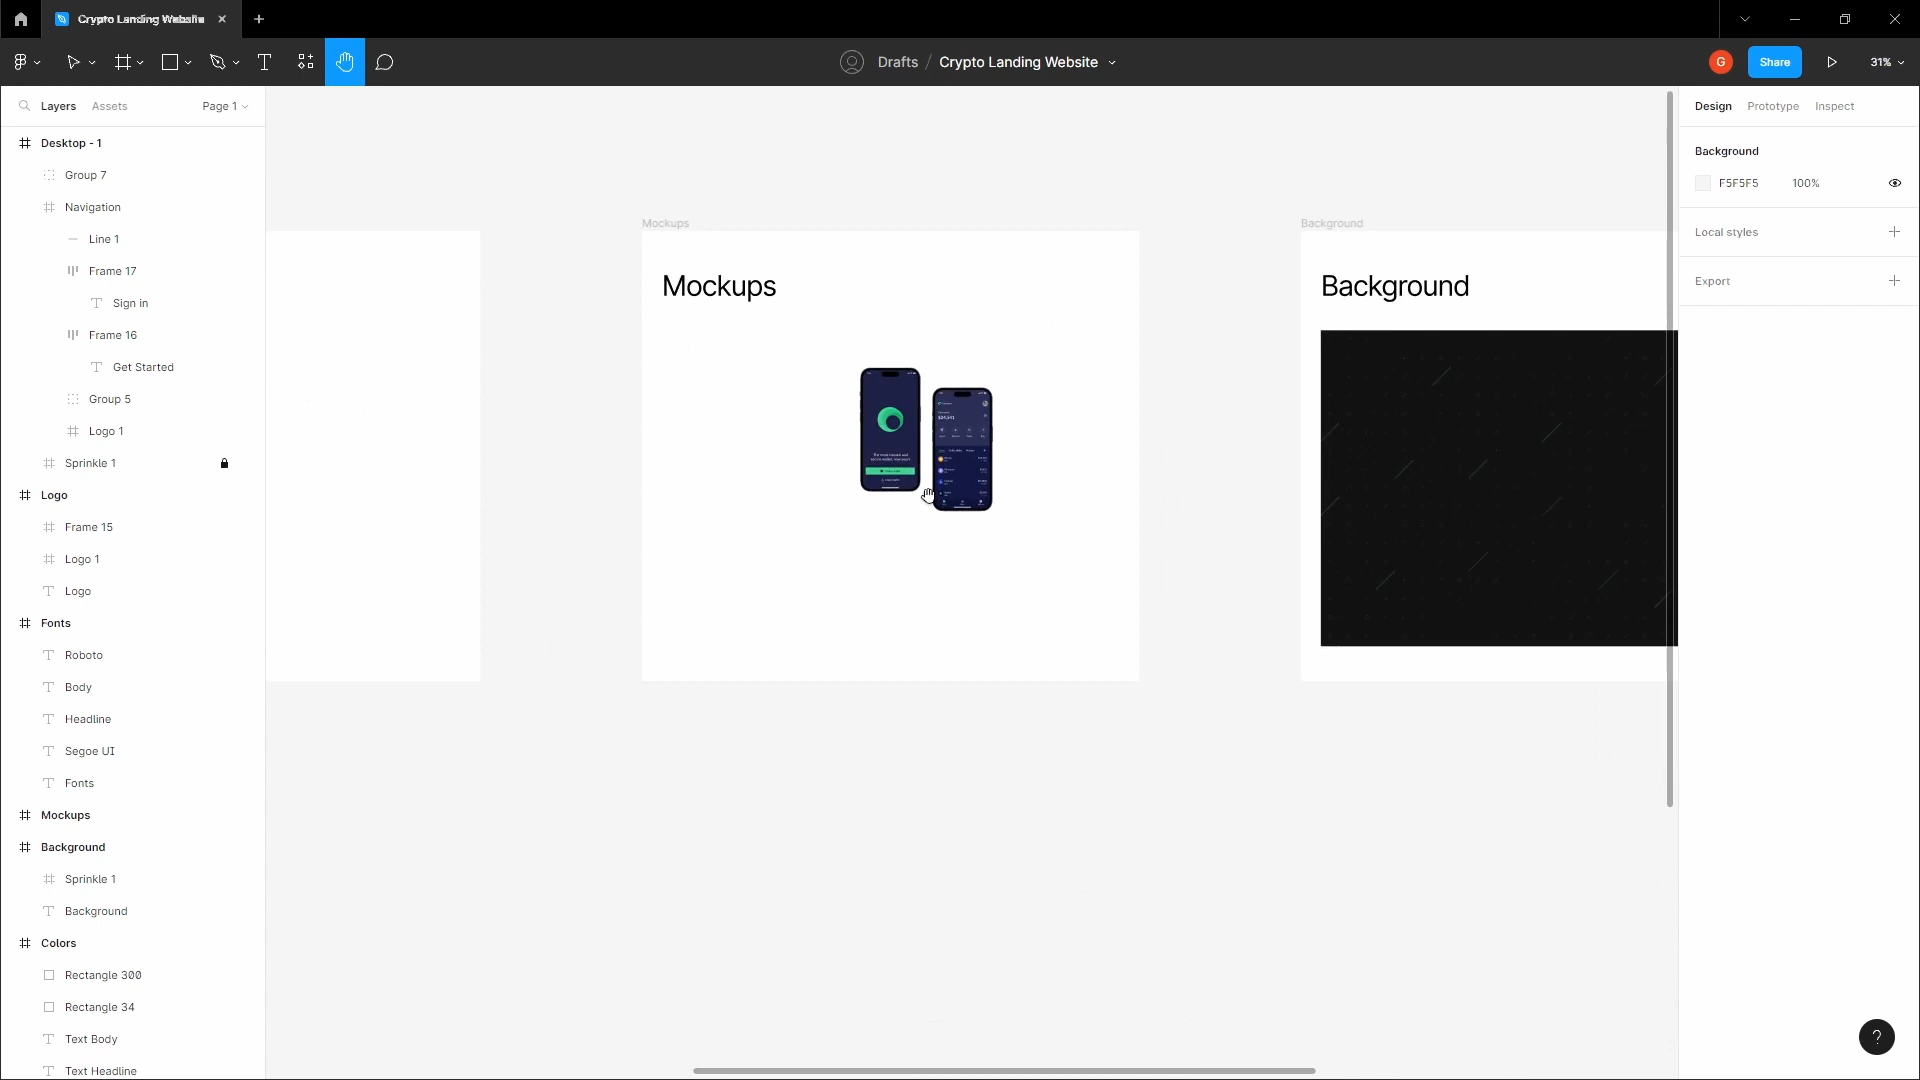 Crypto Landing Website
Drafts / Crypto Landing Website
G
Share
31%
Layers
Assets
Page 1
Desktop - 1
Group 7
Navigation
Line 1
Frame 17
Sign in
Frame 16
Get Started
Group 5
Logo 1
Sprinkle 1
Logo
Frame 15
Logo 1
Logo
Fonts
Roboto
Body
Headline
Segoe UI
Fonts
Mockups
Background
Sprinkle 1
Background
Colors
Rectangle 300
Rectangle 34
Text Body
Text Headline
Mockups
Mockups
Background
Background
Design
Prototype
Inspect
Background
F5F5F5
100%
Local styles
Export
?